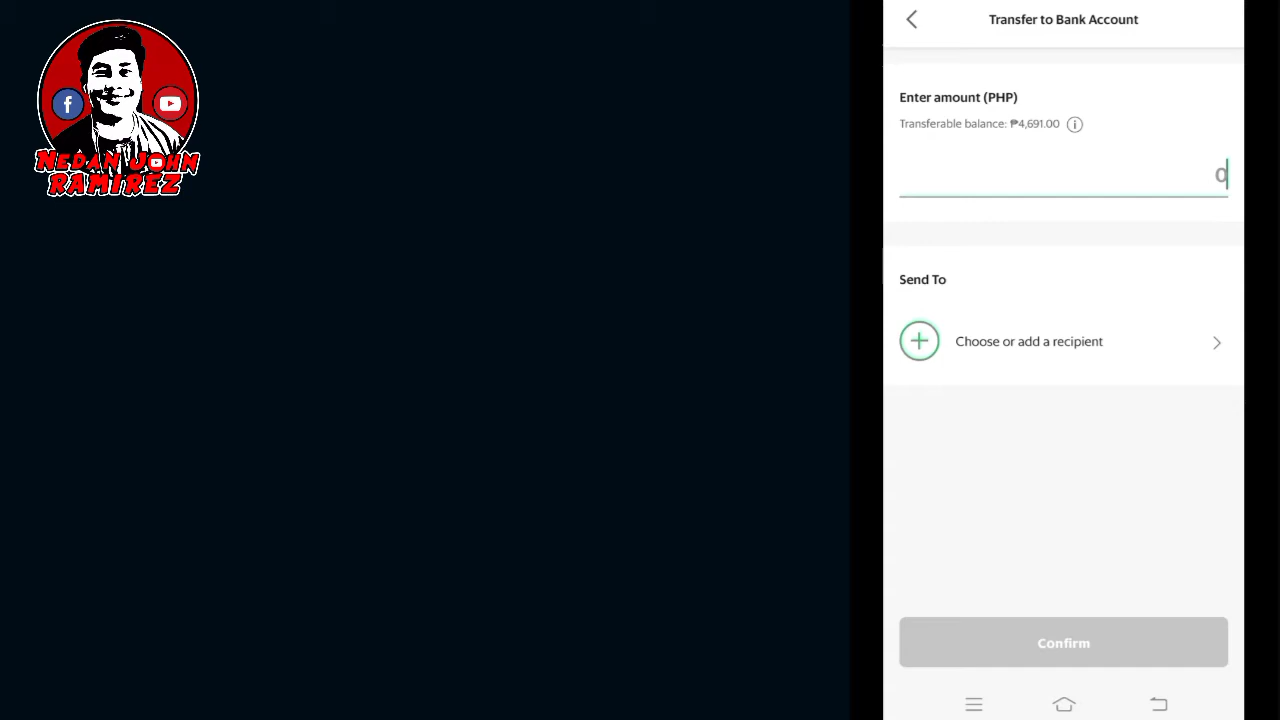 NEDAN JOHN
RAMIREZ
Transfer to Bank Account
Enter amount (PHP)
Transferable balance: ₱4,691.00
0
Send To
Choose or add a recipient
Confirm